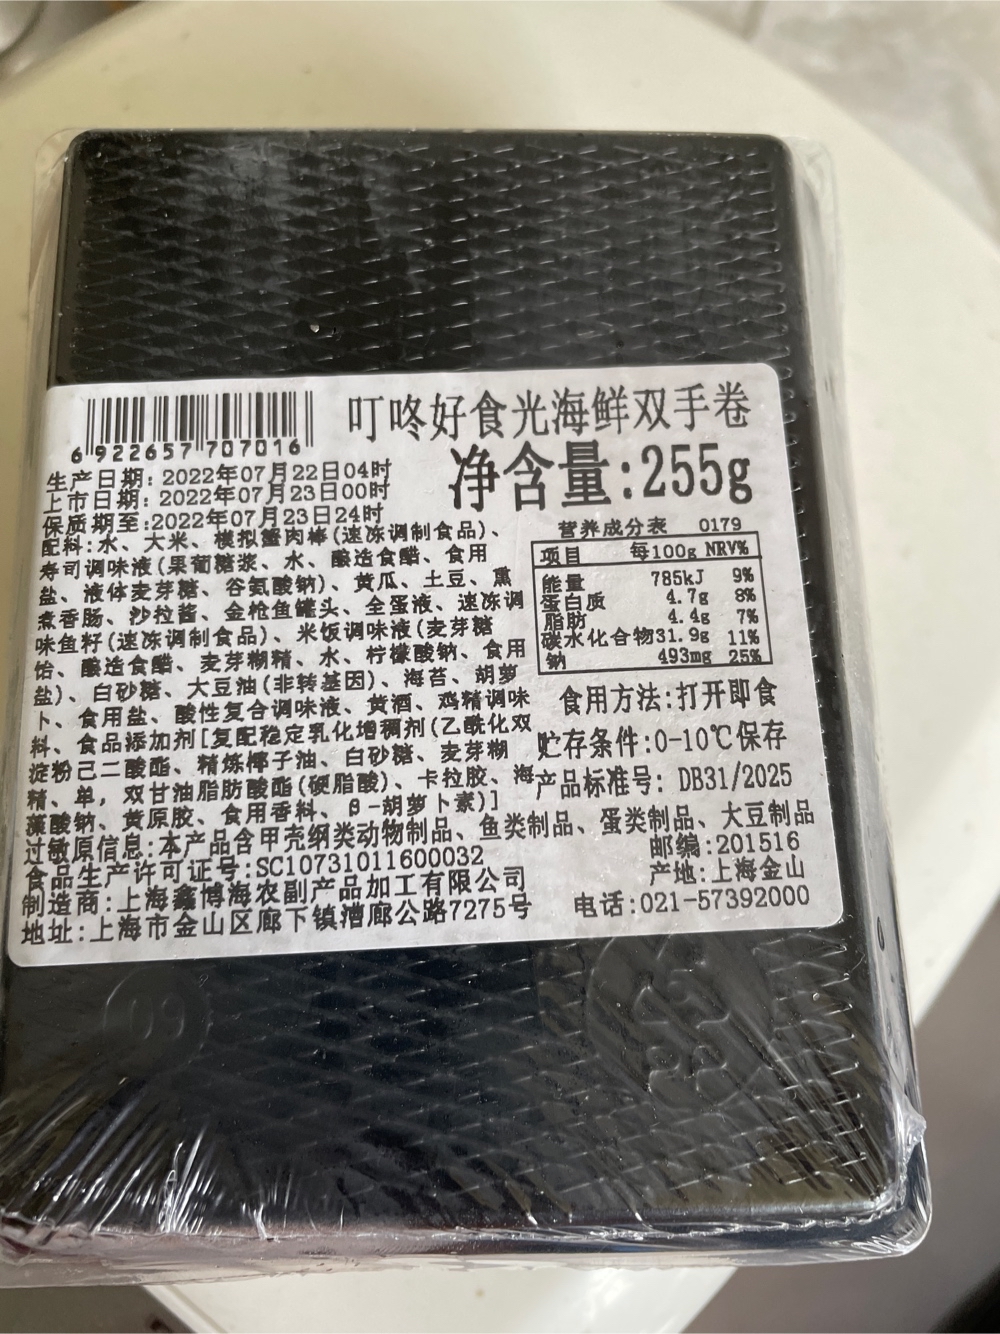 叮咚好食光海鲜双手卷
净含量:255g
6 922657 707016
生产日期: 2022年07月22日04时
上市日期: 2022年07月23日00时
保质期至:2022年07月23日24时
配料:水、大米、模拟蟹肉棒(速冻调制食品)、
寿司调味液(果葡糖浆、水、酿造食醋、食用
盐、液体麦芽糖、谷氨酸钠)、黄瓜、土豆、熏
煮香肠、沙拉酱、金枪鱼罐头、全蛋液、速冻调
味鱼籽(速冻调制食品)、米饭调味液(麦芽糖
饴、酿造食醋、麦芽糊精、水、柠檬酸钠、食用
盐)、白砂糖、大豆油(非转基因)、海苔、胡萝
卜、食用盐、酸性复合调味液、黄酒、鸡精调味
料、食品添加剂[复配稳定乳化增稠剂(乙酰化双
淀粉己二酸酯、精炼椰子油、白砂糖、麦芽糊
精、单，双甘油脂肪酸酯(硬脂酸)、卡拉胶、海
藻酸钠、黄原胶、食用香料、β-胡萝卜素)]
过敏原信息:本产品含甲壳纲类动物制品、鱼类制品、蛋类制品、大豆制品
食品生产许可证号:SC10731011600032
制造商:上海鑫博海农副产品加工有限公司
地址:上海市金山区廊下镇漕廊公路7275号
营养成分表 0179
项目 每100g NRV%
能量 785kJ 9%
蛋白质 4.7g 8%
脂肪 4.4g 7%
碳水化合物31.9g 11%
钠 493mg 25%
食用方法:打开即食
贮存条件:0-10℃保存
产品标准号: DB31/2025
邮编:201516
产地:上海金山
电话:021-57392000
09